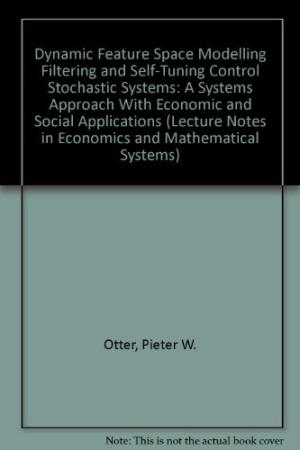 Dynamic Feature Space Modelling
Filtering and Self-Tuning Control
Stochastic Systems: A Systems
Approach With Economic and
Social Applications (Lecture Notes
in Economics and Mathematical
Systems)
Otter, Pieter W.
Note: This is not the actual book cover